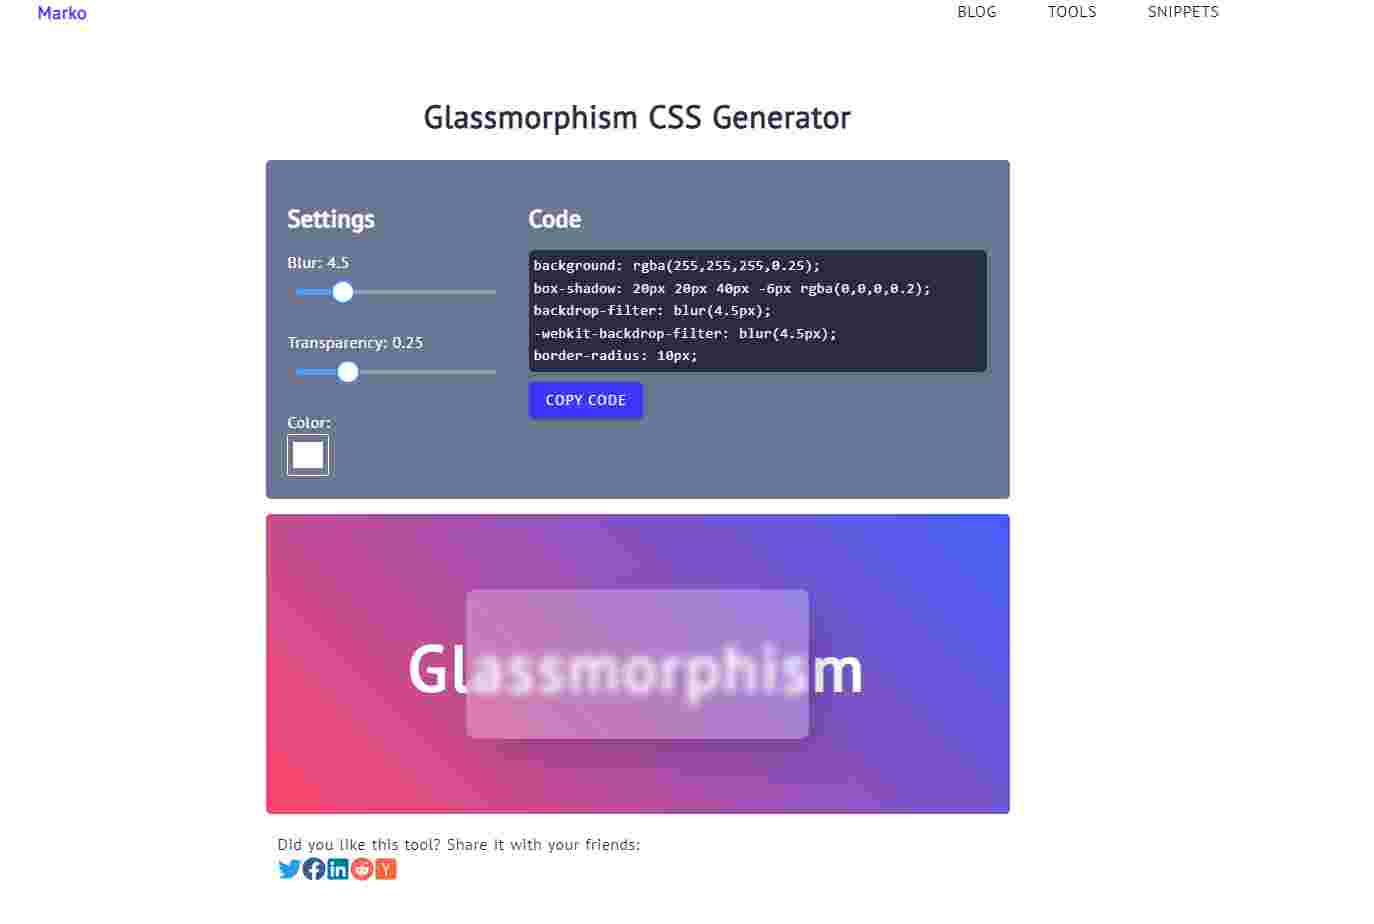 Marko
BLOG TOOLS SNIPPETS
Glassmorphism CSS Generator
Settings
Blur: 4.5
Transparency: 0.25
Color:
Code
background: rgba(255,255,255,0.25);
box-shadow: 20px 20px 40px -6px rgba(0,0,0,0.2);
backdrop-filter: blur(4.5px);
-webkit-backdrop-filter: blur(4.5px);
border-radius: 10px;
COPY CODE
Glassmorphism
Did you like this tool? Share it with your friends: